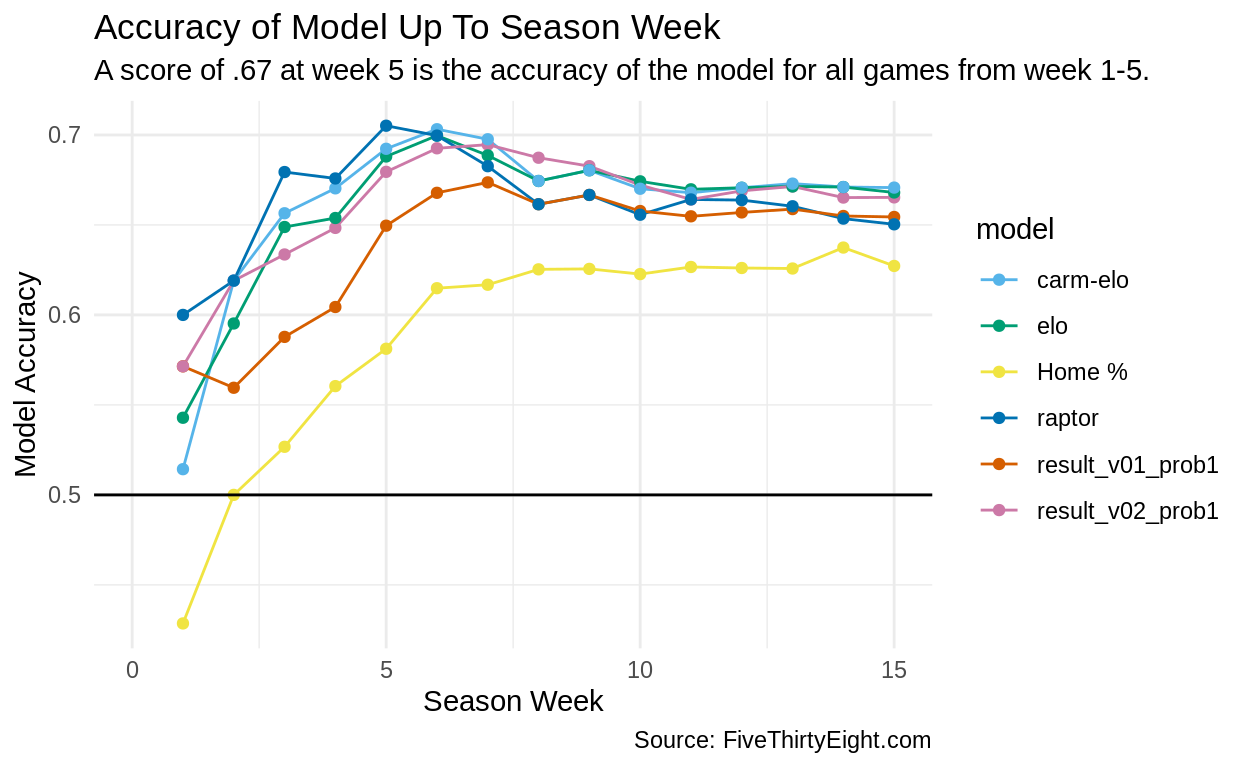 Accuracy of Model Up To Season Week
A score of .67 at week 5 is the accuracy of the model for all games from week 1-5.
Model Accuracy
0.7
0.6
0.5
0
5
10
15
Season Week
model
carm-elo
elo
Home %
raptor
result_v01_prob1
result_v02_prob1
Source: FiveThirtyEight.com